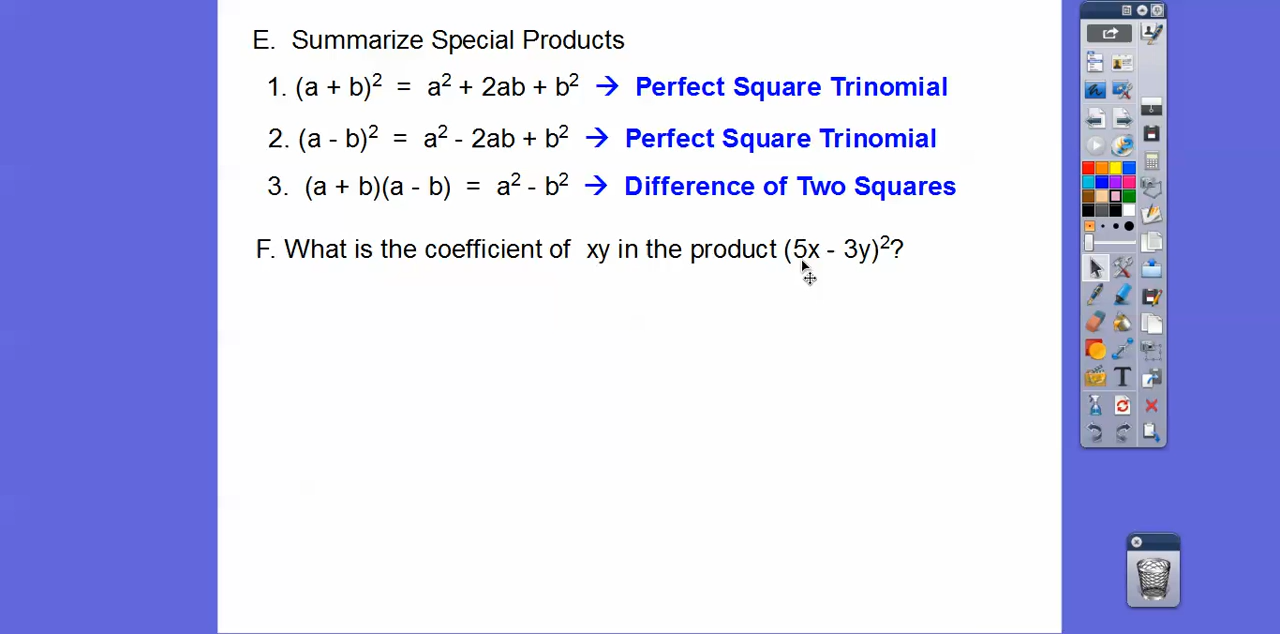 E. Summarize Special Products
1. (a + b)² = a² + 2ab + b² → Perfect Square Trinomial
2. (a - b)² = a² - 2ab + b² → Perfect Square Trinomial
3. (a + b)(a - b) = a² - b² → Difference of Two Squares
F. What is the coefficient of xy in the product (5x - 3y)²?